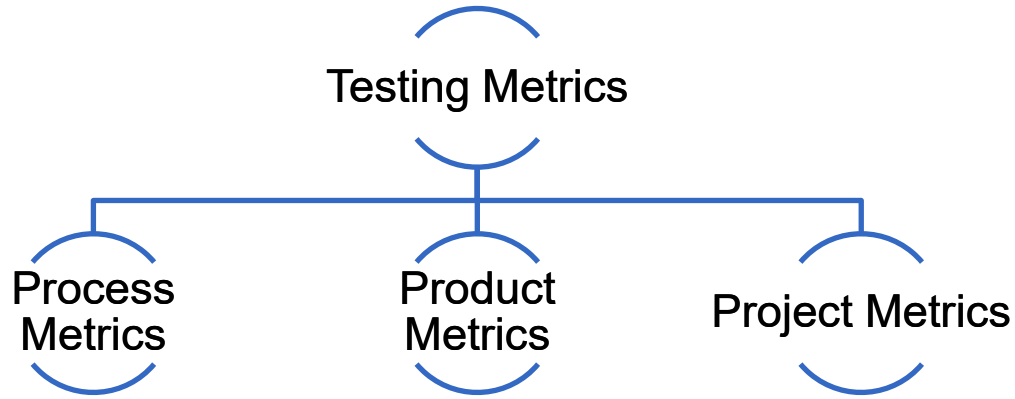 Testing Metrics
Process
Metrics
Product
Metrics
Project Metrics